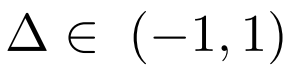 Δ ∈ (−1, 1)